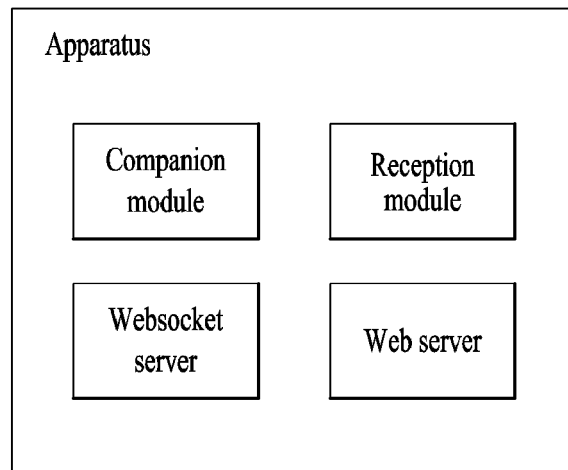 Apparatus
Companion
module
Reception
module
Websocket
server
Web server